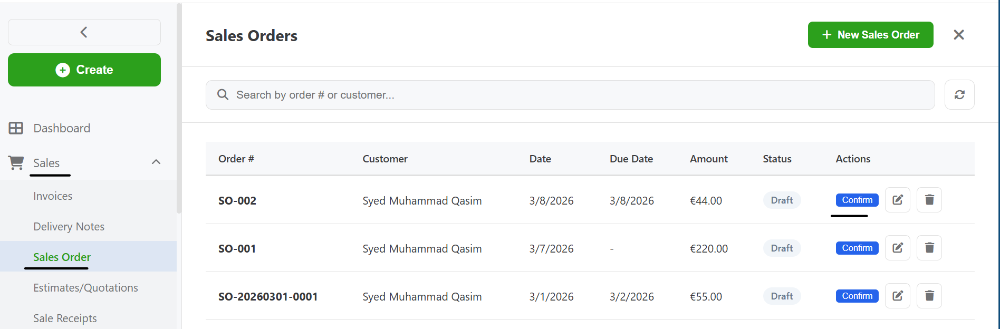 Create
Dashboard
Sales
Invoices
Delivery Notes
Sales Order
Estimates/Quotations
Sale Receipts
Sales Orders
+ New Sales Order
Search by order # or customer...
Order # Customer Date Due Date Amount Status Actions
SO-002 Syed Muhammad Qasim 3/8/2026 3/8/2026 €44.00 Draft Confirm
SO-001 Syed Muhammad Qasim 3/7/2026 - €220.00 Draft Confirm
SO-20260301-0001 Syed Muhammad Qasim 3/1/2026 3/2/2026 €55.00 Draft Confirm